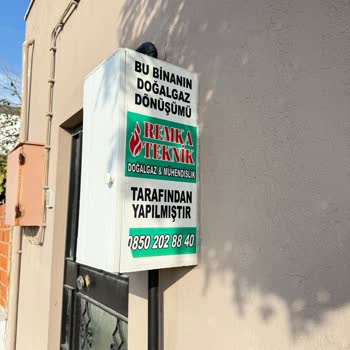 BU BİNANIN
DOĞALGAZ
DÖNÜŞÜMÜ
REMKA
TEKNİK
DOĞALGAZ & MÜHENDİSLİK
TARAFINDAN
YAPILMIŞTIR
0850 202 88 40